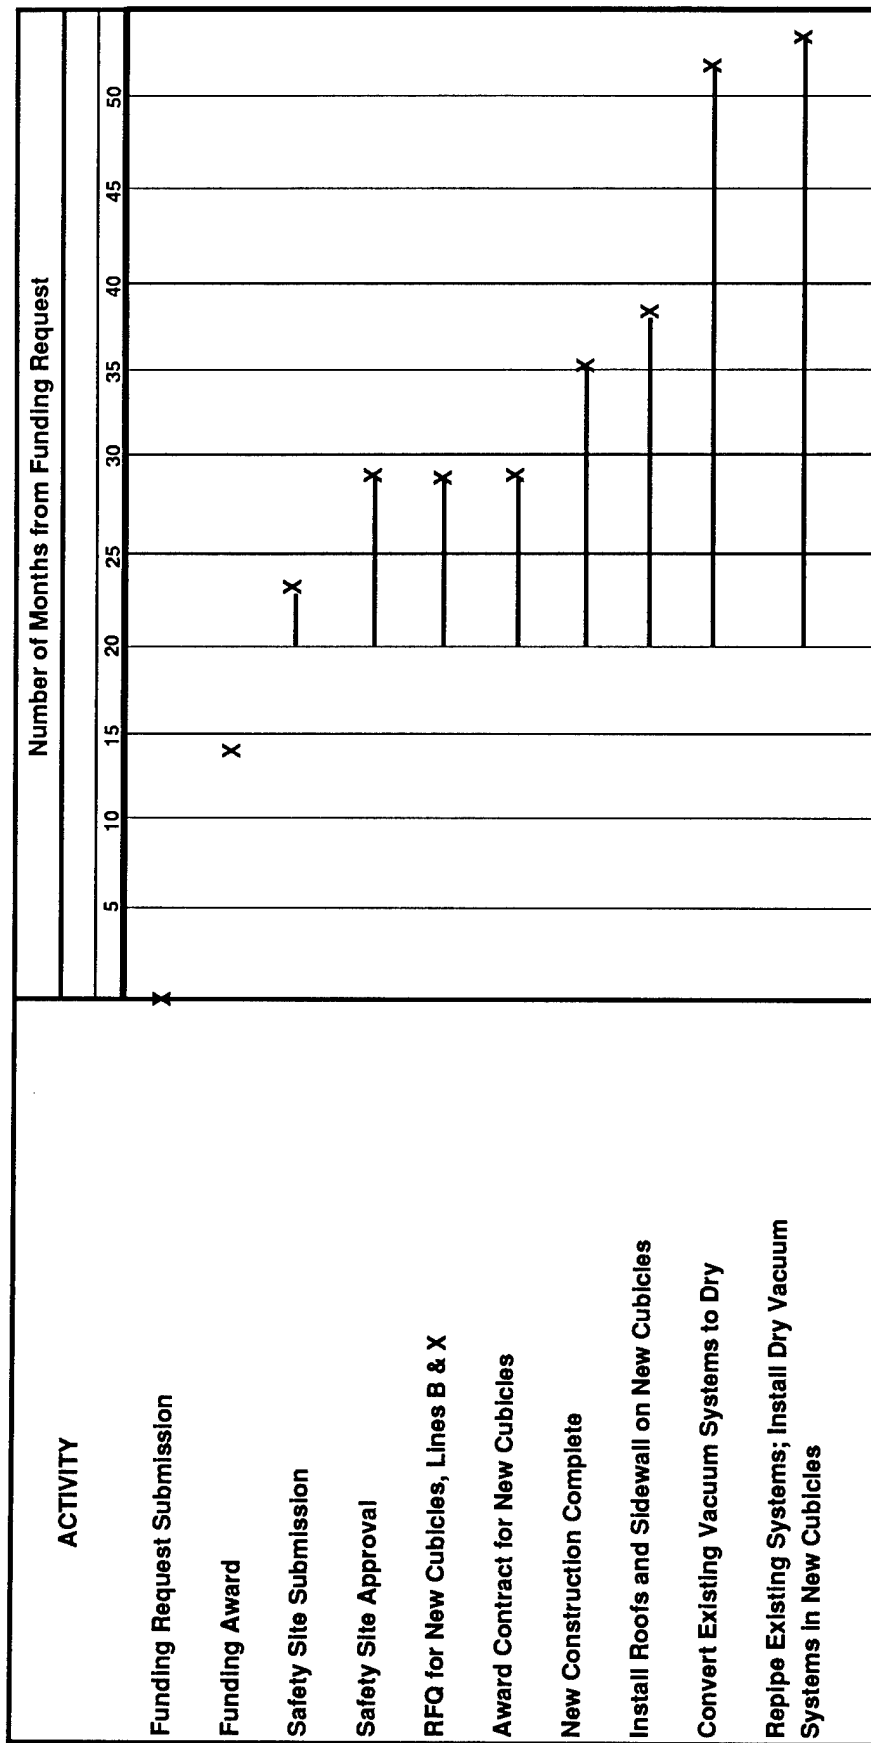 ACTIVITY
Number of Months from Funding Request
5 10 15 20 25 30 35 40 45 50
Funding Request Submission X
Funding Award X
Safety Site Submission X
Safety Site Approval X
RFQ for New Cubicles, Lines B & X X
Award Contract for New Cubicles X
New Construction Complete X
Install Roofs and Sidewall on New Cubicles X
Convert Existing Vacuum Systems to Dry X
Repipe Existing Systems; Install Dry Vacuum
Systems in New Cubicles X